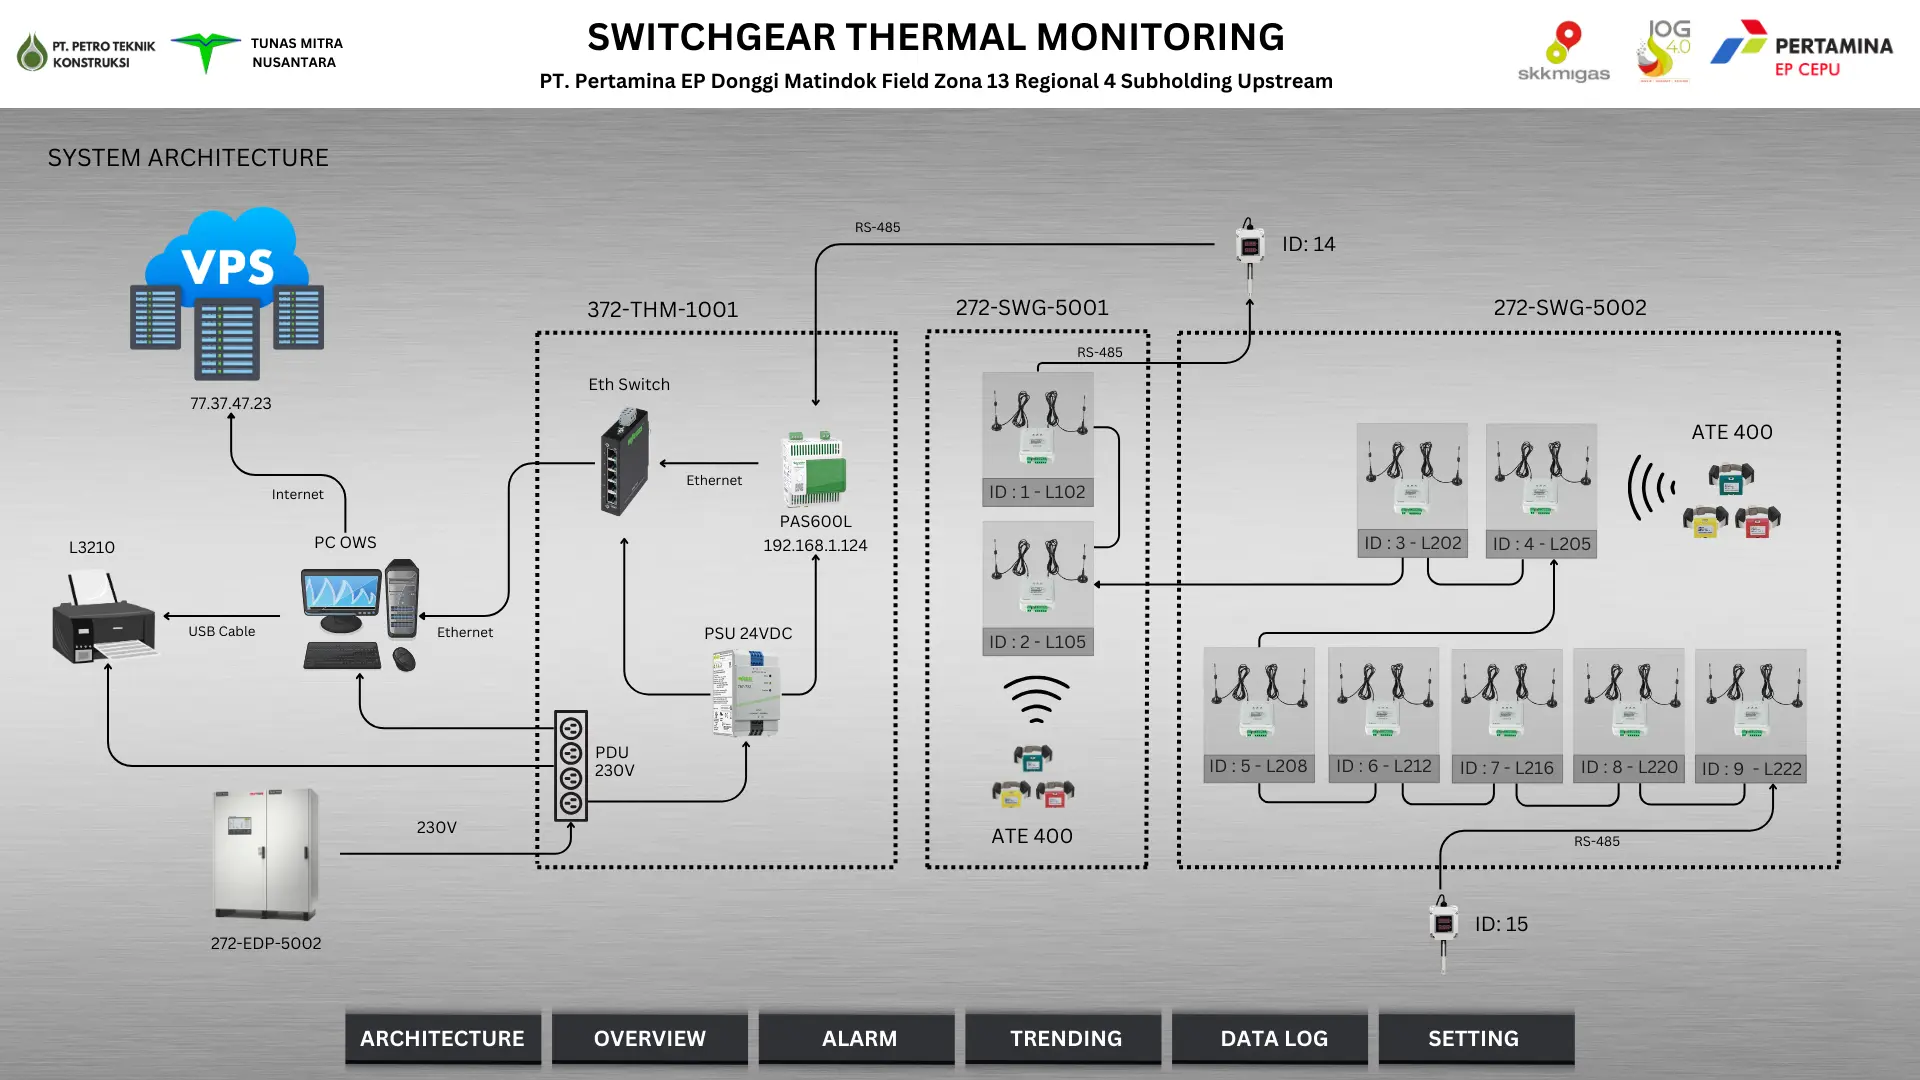 PT. PETRO TEKNIK
KONSTRUKSI
TUNAS MITRA
NUSANTARA
SWITCHGEAR THERMAL MONITORING
PT. Pertamina EP Donggi Matindok Field Zona 13 Regional 4 Subholding Upstream
skkmigas
JOG
4.0
PERTAMINA
EP CEPU
SYSTEM ARCHITECTURE
VPS
77.37.47.23
Internet
L3210
PC OWS
USB Cable
Ethernet
372-THM-1001
Eth Switch
Ethernet
PAS600L
192.168.1.124
PSU 24VDC
PDU
230V
230V
272-EDP-5002
RS-485
ID: 14
272-SWG-5001
RS-485
ID : 1 - L102
ID : 2 - L105
ATE 400
272-SWG-5002
ATE 400
ID : 3 - L202
ID : 4 - L205
ID : 5 - L208
ID : 6 - L212
ID : 7 - L216
ID : 8 - L220
ID : 9 - L222
RS-485
ID: 15
ARCHITECTURE
OVERVIEW
ALARM
TRENDING
DATA LOG
SETTING